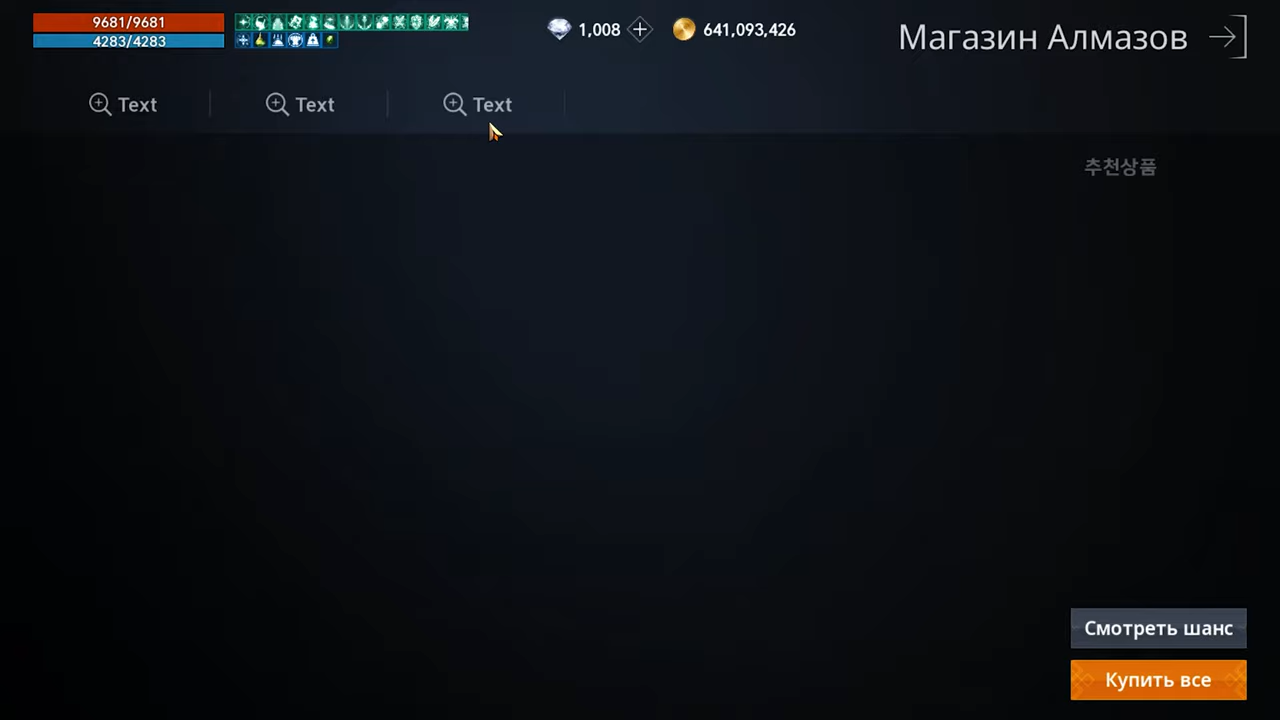 9681/9681
4283/4283
1,008
641,093,426
Магазин Алмазов
Text
Text
Text
추천상품
Смотреть шанс
Купить все